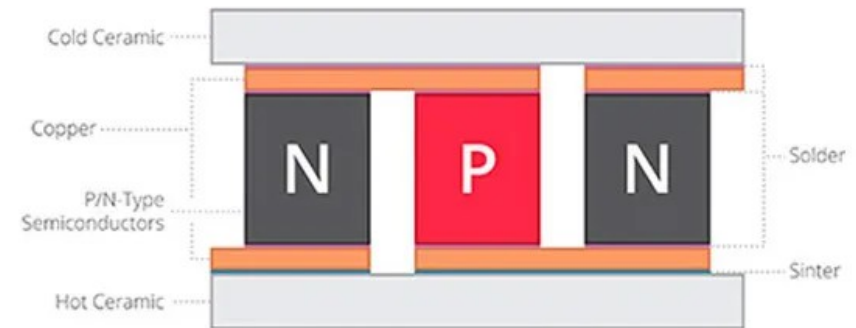 Cold Ceramic
Copper
N
P
N
Solder
P/N-Type
Semiconductors
Sinter
Hot Ceramic